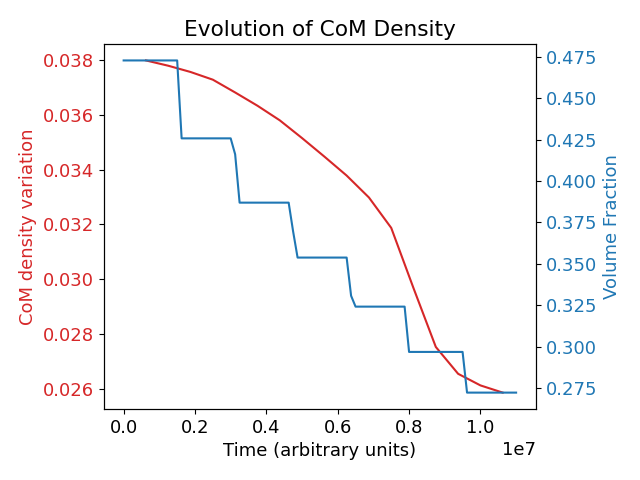 Evolution of CoM Density
CoM density variation
0.038
0.036
0.034
0.032
0.030
0.028
0.026
0.475
0.450
0.425
0.400
0.375
0.350
0.325
0.300
0.275
Volume Fraction
0.0 0.2 0.4 0.6 0.8 1.0
1e7
Time (arbitrary units)